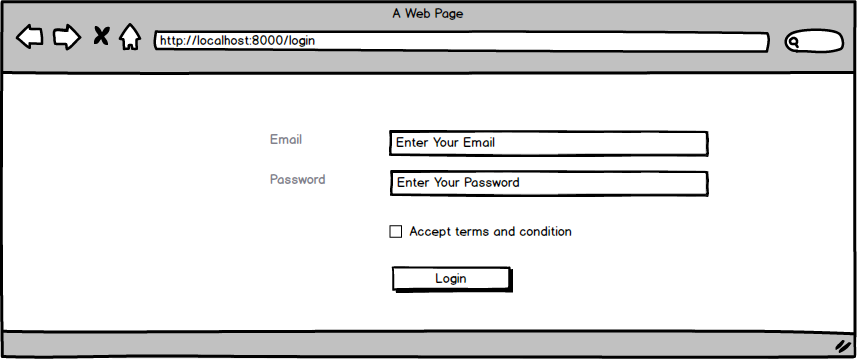 A Web Page
http://localhost:8000/login
Email
Enter Your Email
Password
Enter Your Password
Accept terms and condition
Login